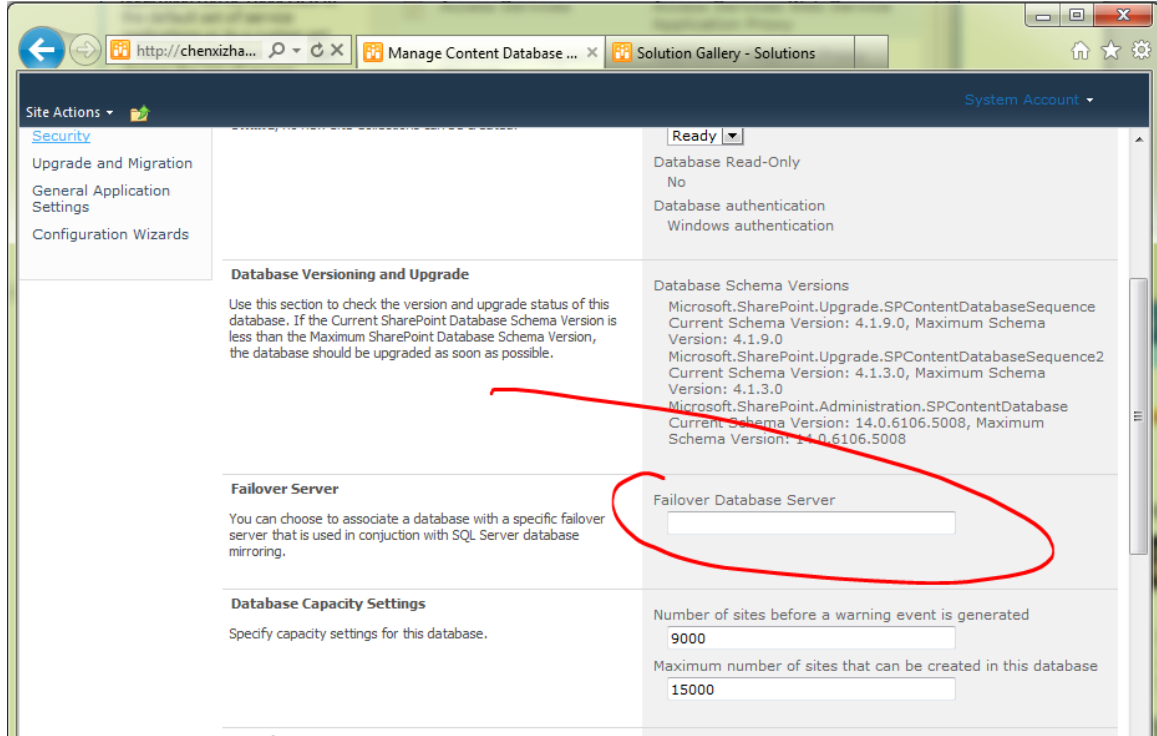 http://chenxizha...
Manage Content Database ...
Solution Gallery - Solutions
Site Actions
System Account
Security
Upgrade and Migration
General Application
Settings
Configuration Wizards
Ready
Database Read-Only
No
Database authentication
Windows authentication
Database Versioning and Upgrade
Use this section to check the version and upgrade status of this
database. If the Current SharePoint Database Schema Version is
less than the Maximum SharePoint Database Schema Version,
the database should be upgraded as soon as possible.
Database Schema Versions
Microsoft.SharePoint.Upgrade.SPContentDatabaseSequence
Current Schema Version: 4.1.9.0, Maximum Schema
Version: 4.1.9.0
Microsoft.SharePoint.Upgrade.SPContentDatabaseSequence2
Current Schema Version: 4.1.3.0, Maximum Schema
Version: 4.1.3.0
Microsoft.SharePoint.Administration.SPContentDatabase
Current Schema Version: 14.0.6106.5008, Maximum
Schema Version: 14.0.6106.5008
Failover Server
You can choose to associate a database with a specific failover
server that is used in conjuction with SQL Server database
mirroring.
Failover Database Server
Database Capacity Settings
Specify capacity settings for this database.
Number of sites before a warning event is generated
9000
Maximum number of sites that can be created in this database
15000